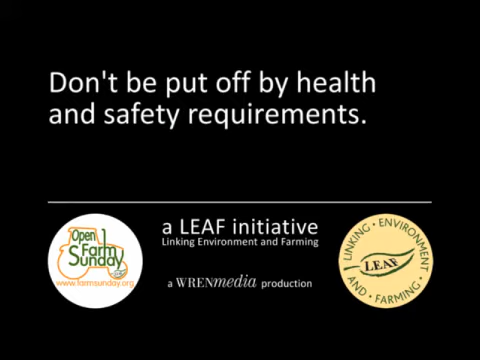 Don't be put off by health
and safety requirements.
Open
Farm
Sunday
www.farmsunday.org
a LEAF initiative
Linking Environment and Farming
a WRENmedia production
LINKING • ENVIRONMENT
LEAF
AND • FARMING •